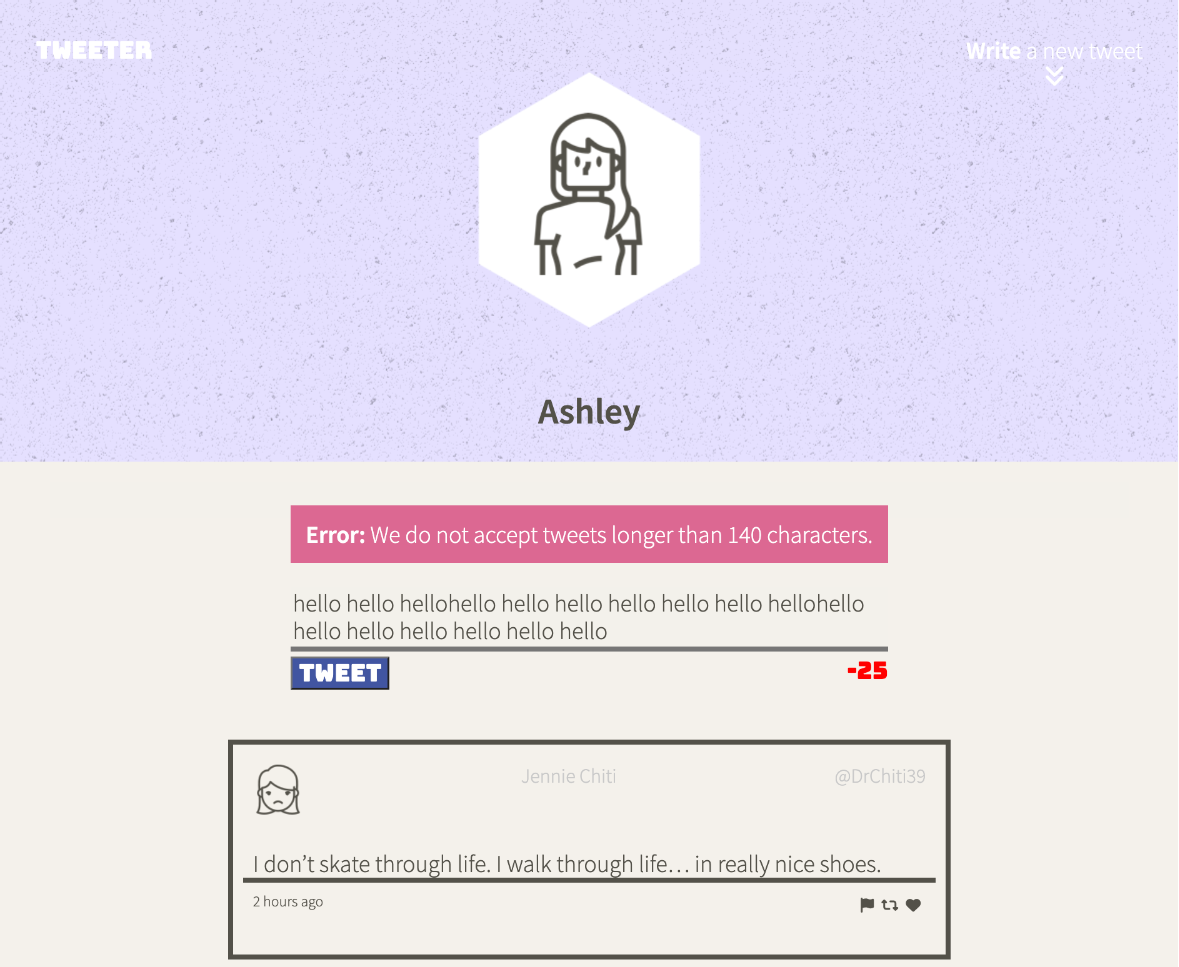 TWEETER
Write a new tweet
Ashley
Error: We do not accept tweets longer than 140 characters.
hello hello hellohello hello hello hello hello hello hellohello
hello hello hello hello hello hello
TWEET
-25
Jennie Chiti
@DrChiti39
I don’t skate through life. I walk through life… in really nice shoes.
2 hours ago